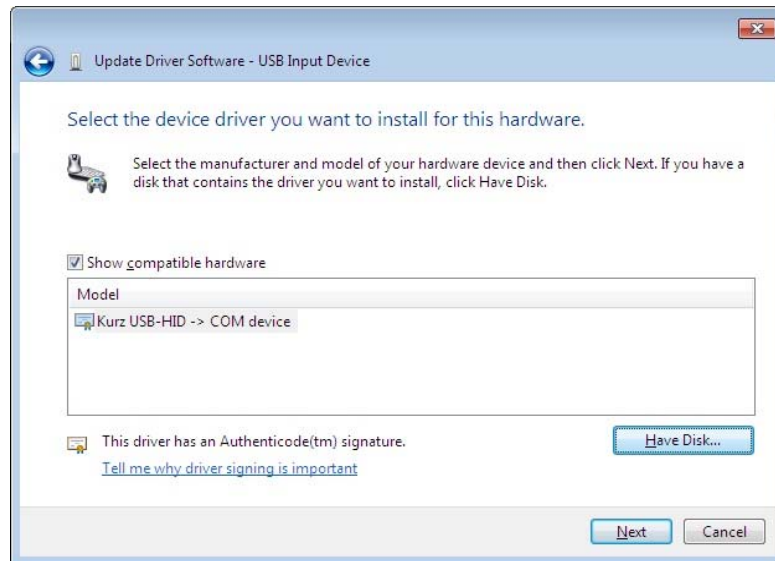 Update Driver Software - USB Input Device
Select the device driver you want to install for this hardware.
Select the manufacturer and model of your hardware device and then click Next. If you have a
disk that contains the driver you want to install, click Have Disk.
Show compatible hardware
Model
Kurz USB-HID -> COM device
This driver has an Authenticode(tm) signature.
Have Disk...
Tell me why driver signing is important
Next
Cancel